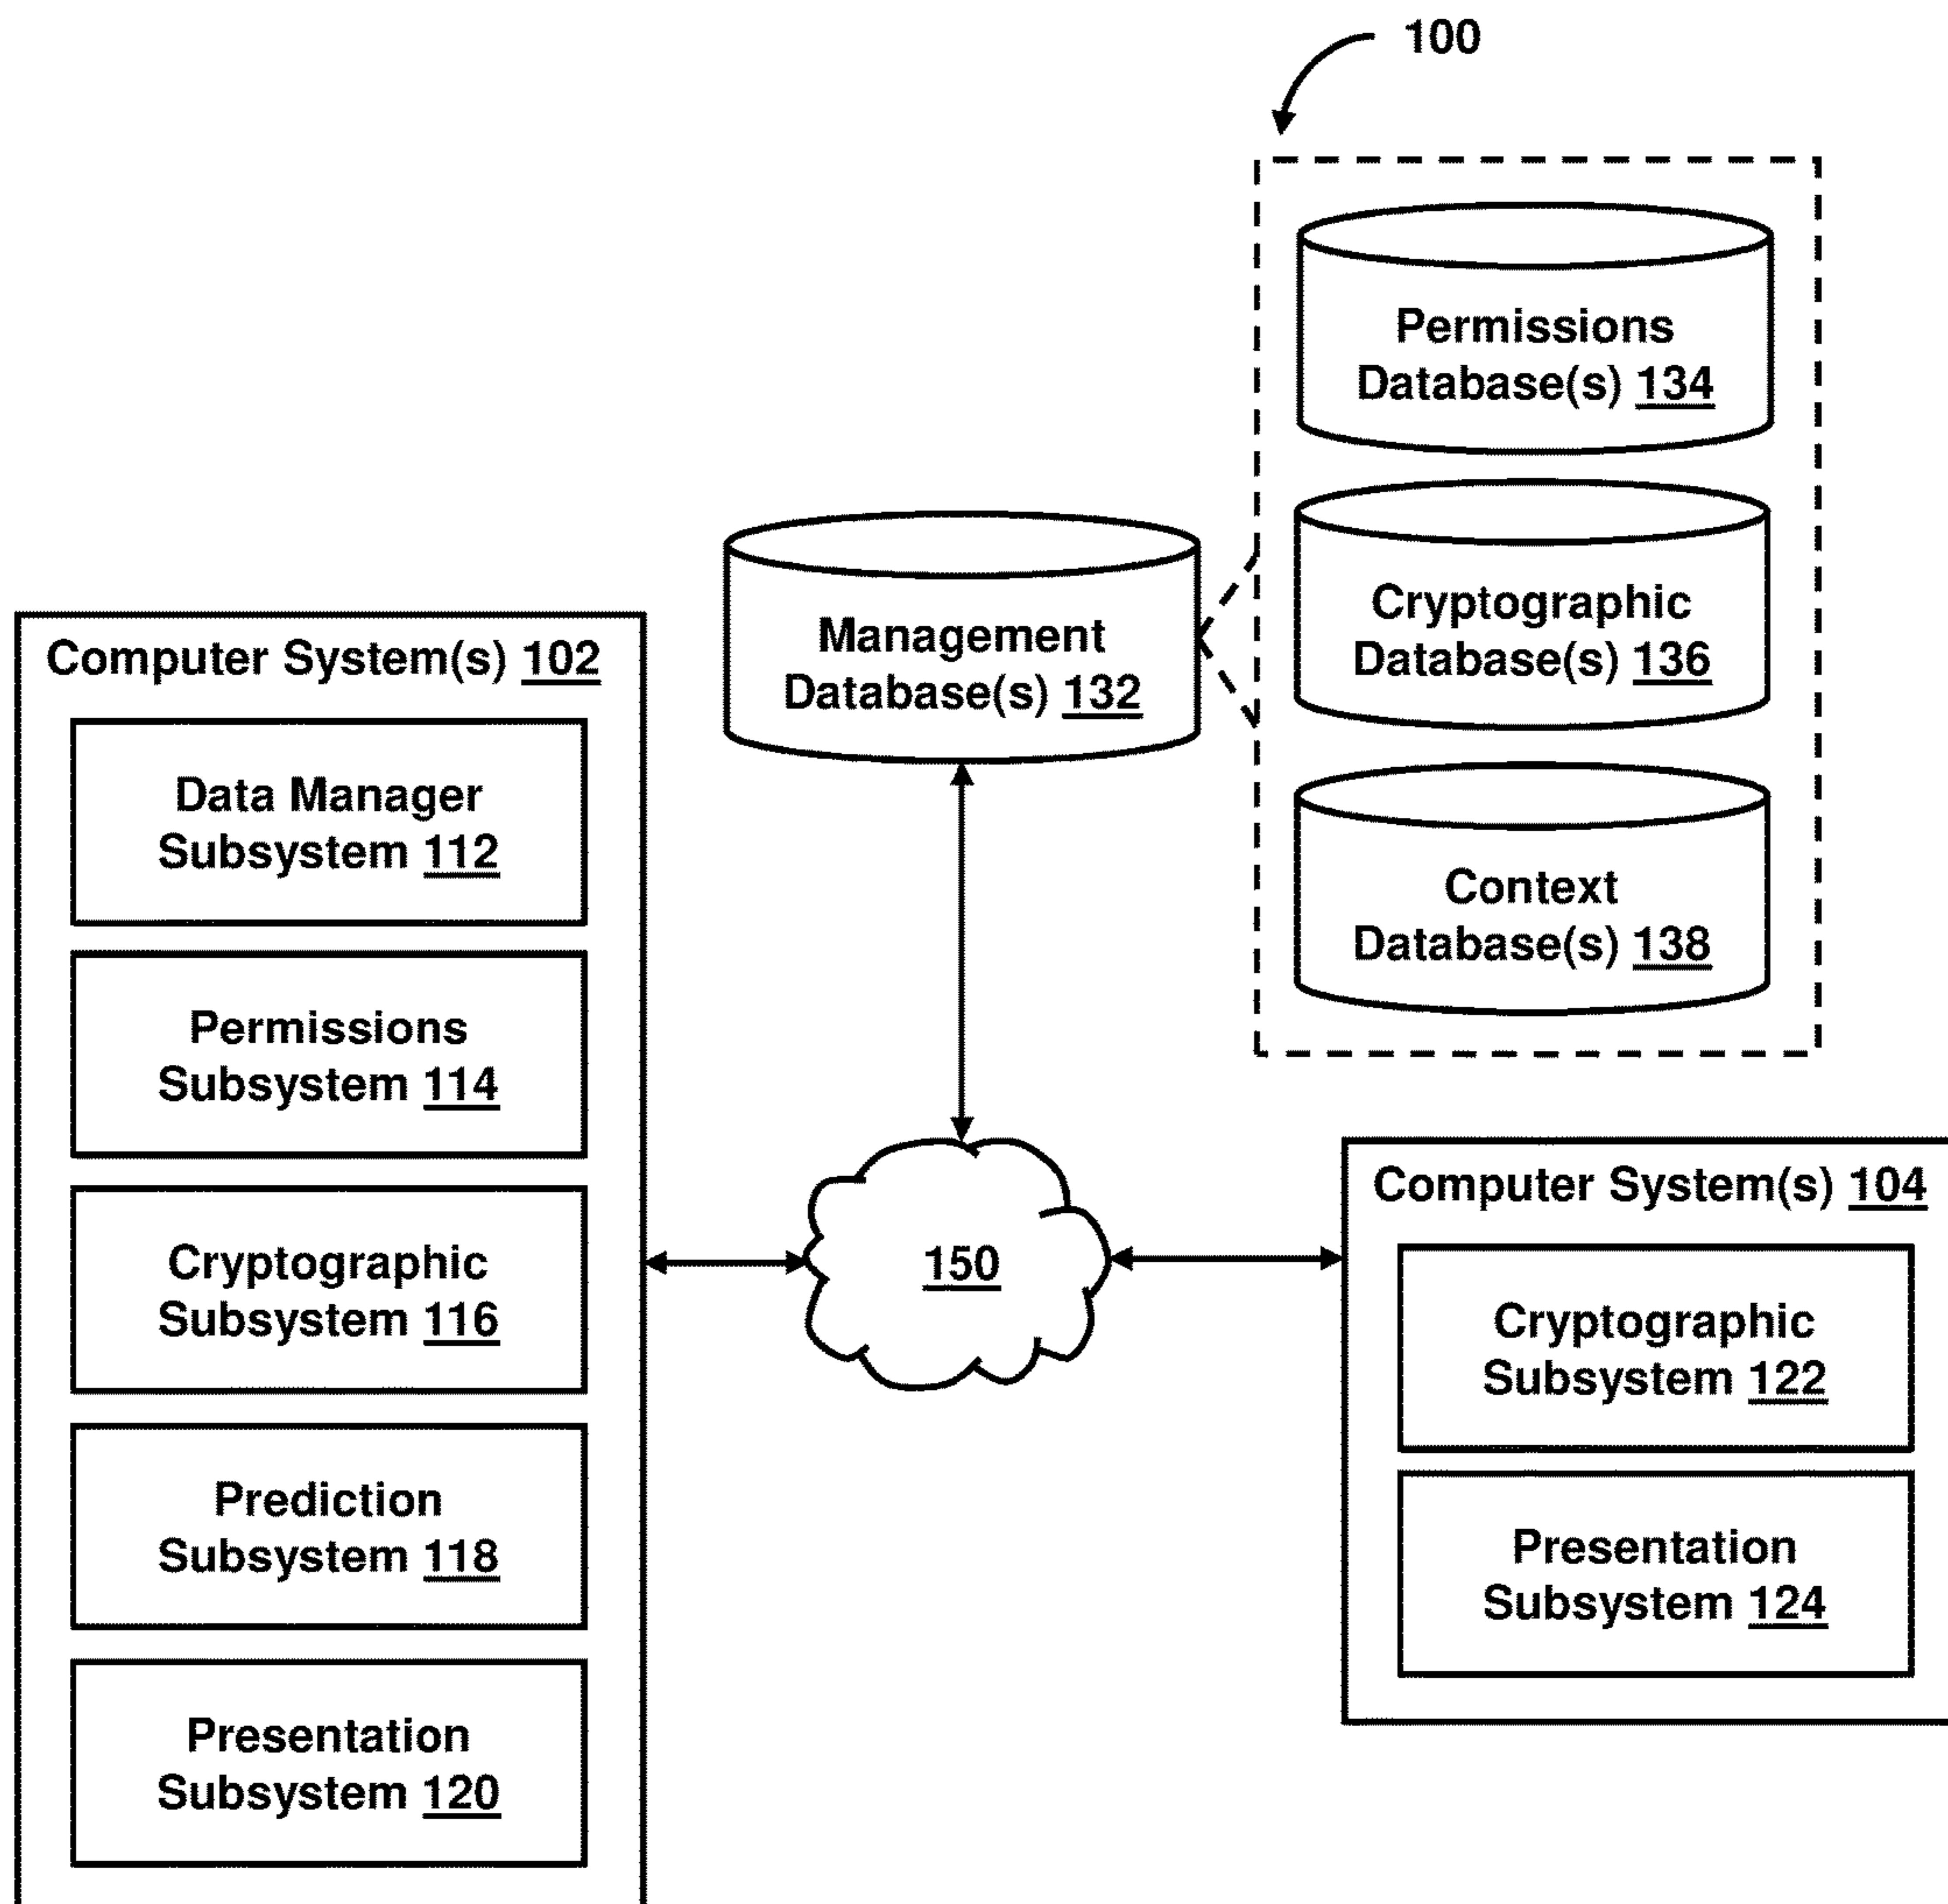 100
Permissions
Database(s) 134
Cryptographic
Database(s) 136
Context
Database(s) 138
Management
Database(s) 132
Computer System(s) 102
Data Manager
Subsystem 112
Permissions
Subsystem 114
Cryptographic
Subsystem 116
Prediction
Subsystem 118
Presentation
Subsystem 120
150
Computer System(s) 104
Cryptographic
Subsystem 122
Presentation
Subsystem 124